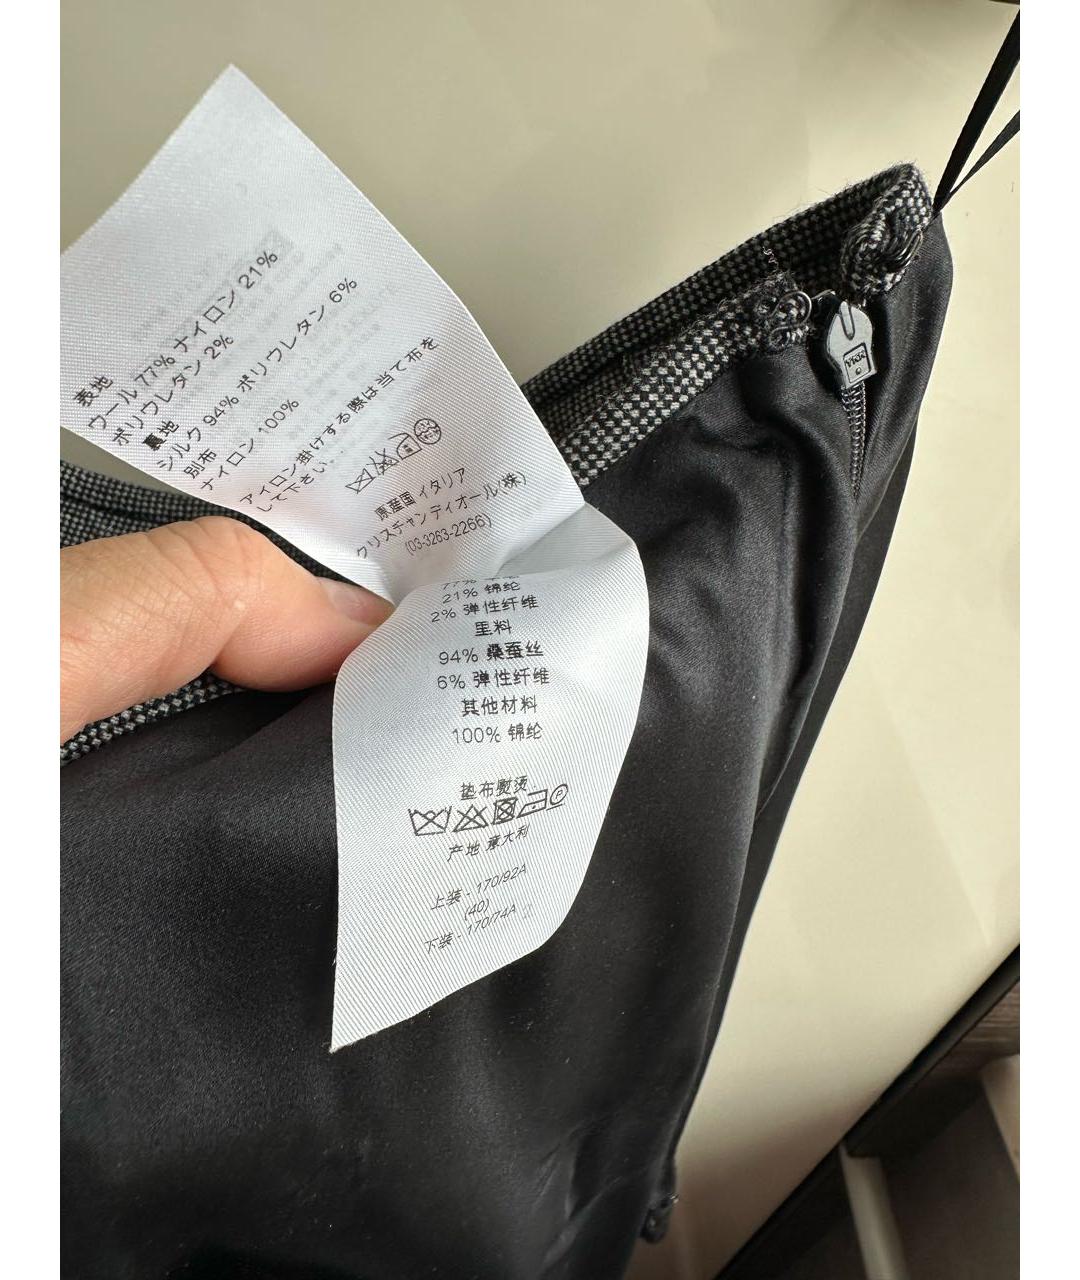 表地
ウール 77% ナイロン 21%
ポリウレタン 2%
裏地
シルク 94% ポリウレタン 6%
別布
ナイロン 100%
アイロン掛けする際は当て布を
して下さい.
原産国 イタリア
クリスチャン ディオール(株)
(03-3263-2266)
77%
21% 锦纶
2% 弹性纤维
里料
94% 桑蚕丝
6% 弹性纤维
其他材料
100% 锦纶
垫布熨烫
P
产地 意大利
上装 - 170/92A
(40)
下装 - 170/74A
YKK